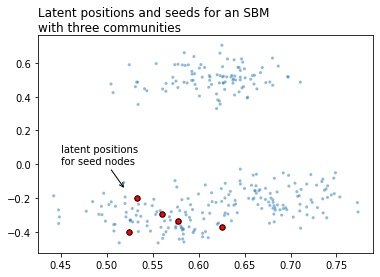 Latent positions and seeds for an SBM
with three communities
0.6
0.4
0.2
0.0
−0.2
−0.4
latent positions
for seed nodes
0.45 0.50 0.55 0.60 0.65 0.70 0.75